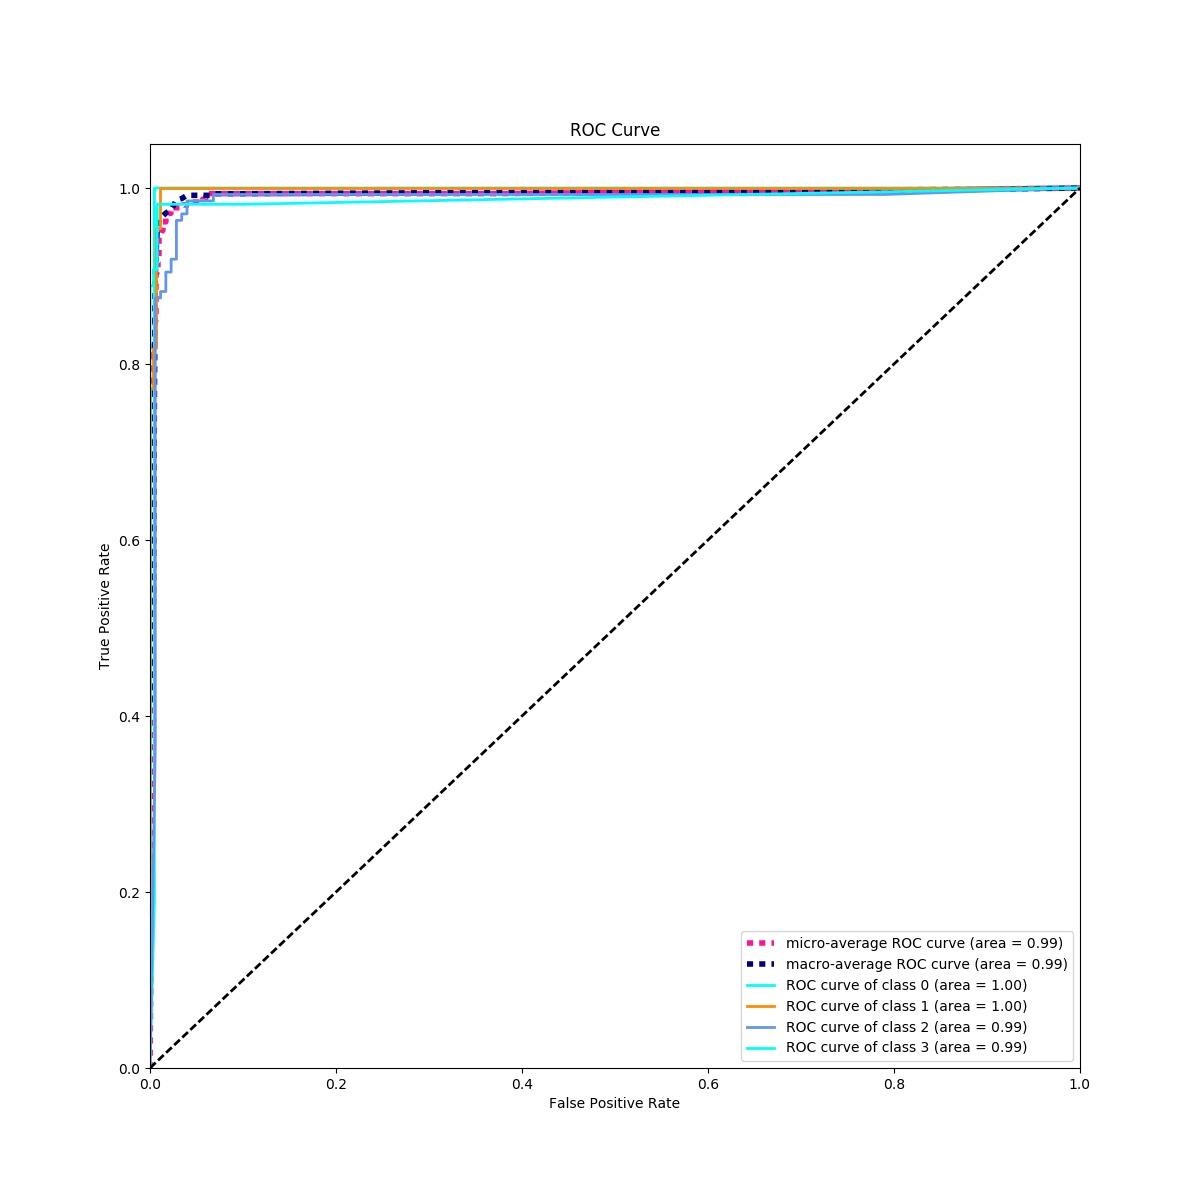 ROC Curve
1.0
0.8
0.6
0.4
0.2
0.0
True Positive Rate
0.0 0.2 0.4 0.6 0.8 1.0
False Positive Rate
micro-average ROC curve (area = 0.99)
macro-average ROC curve (area = 0.99)
ROC curve of class 0 (area = 1.00)
ROC curve of class 1 (area = 1.00)
ROC curve of class 2 (area = 0.99)
ROC curve of class 3 (area = 0.99)